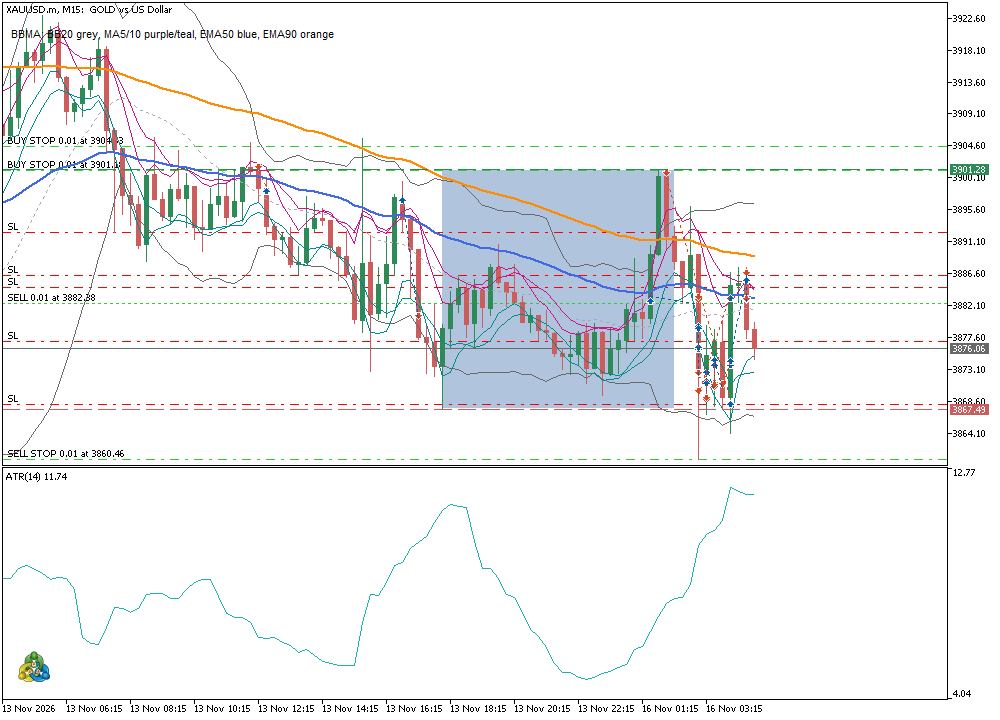 XAUUSD.m, M15: GOLD vs US Dollar
BBMA, BB20 grey, MA5/10 purple/teal, EMA50 blue, EMA90 orange
BUY STOP 0.01 at
BUY STOP 0.01 at
SL
SL
SL
SELL 0.01 at 3882.38
SL
SL
SELL STOP 0.01 at 3860.46
3922.60
3918.10
3913.60
3909.10
3904.60
3901.28
3900.10
3895.60
3891.10
3886.60
3882.10
3877.60
3876.06
3873.10
3868.60
3867.49
3864.10
ATR(14) 11.74
12.77
4.04
13 Nov 2026
13 Nov 06:15
13 Nov 08:15
13 Nov 10:15
13 Nov 12:15
13 Nov 14:15
13 Nov 16:15
13 Nov 18:15
13 Nov 20:15
13 Nov 22:15
16 Nov 01:15
16 Nov 03:15